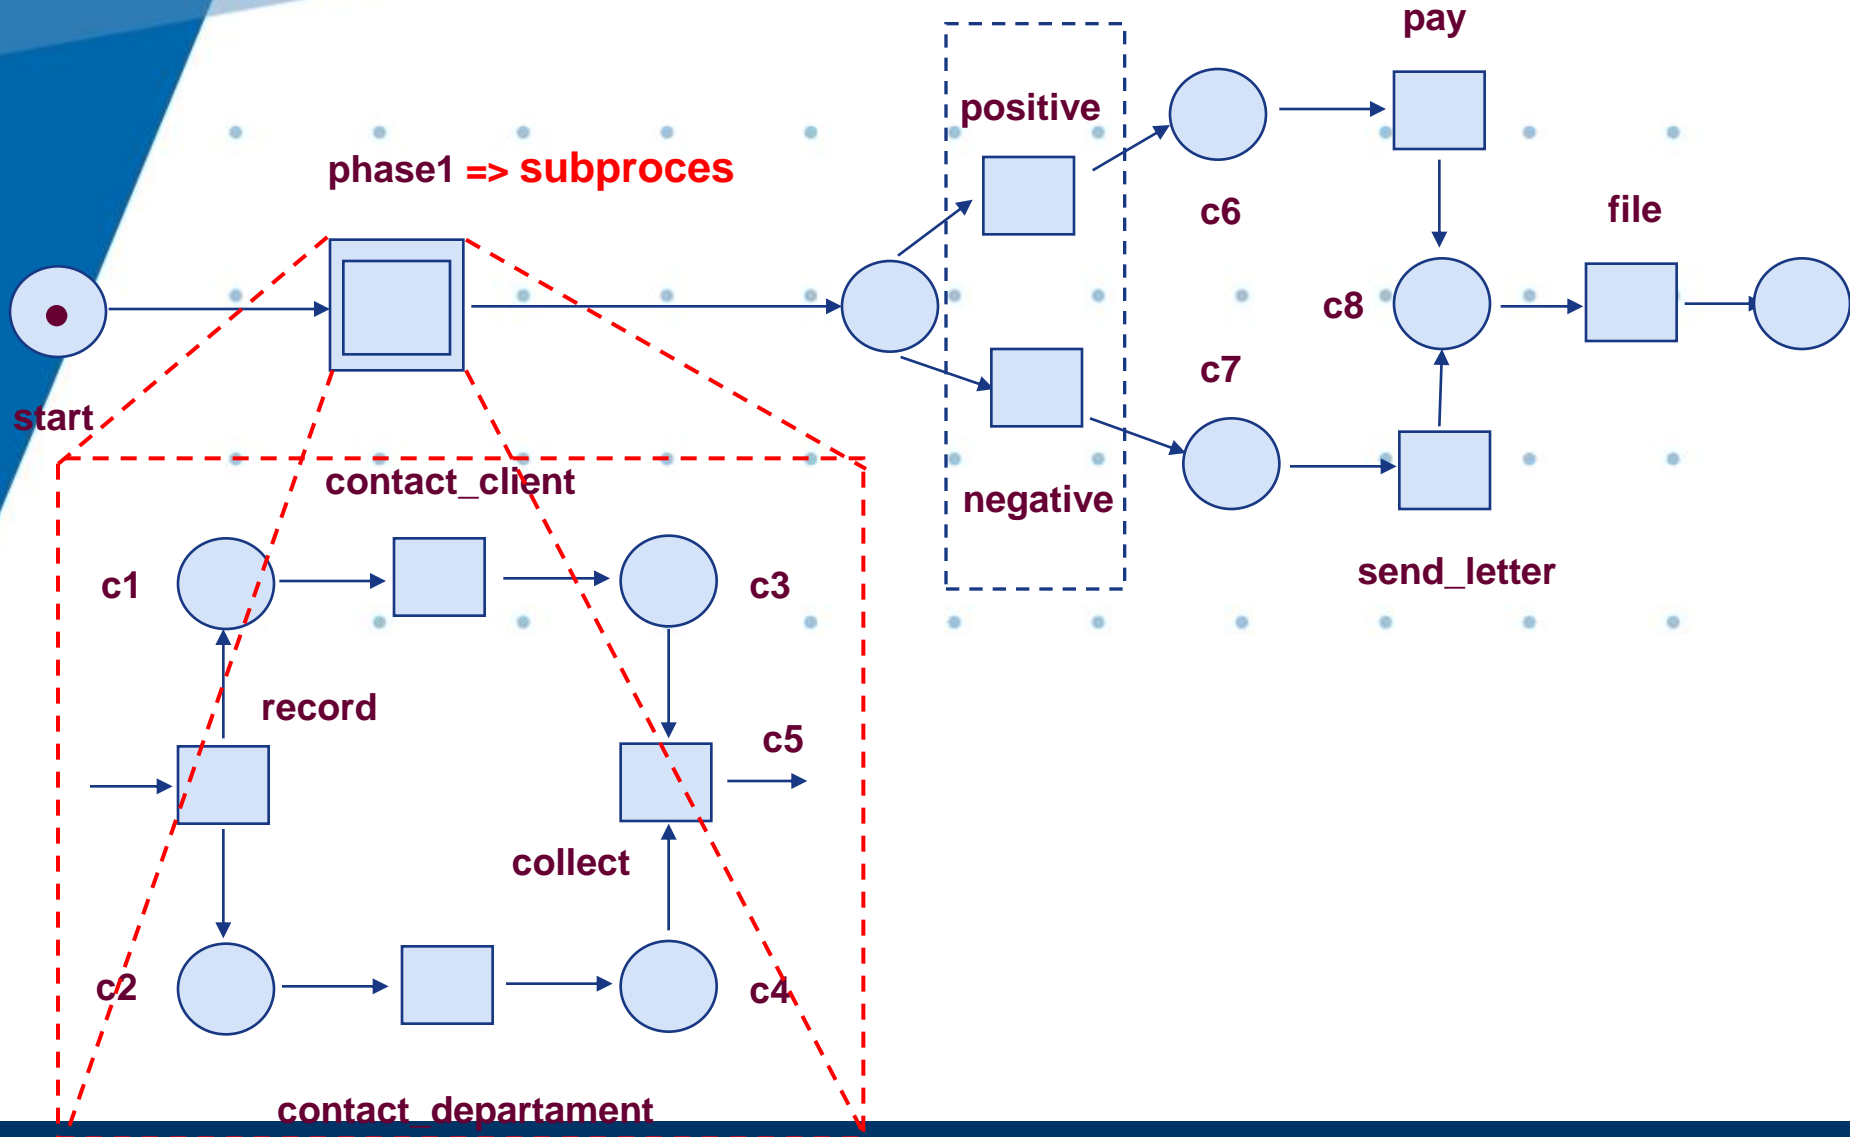 pay
positive
phase1 => subproces
c6
file
c8
c7
start
contact_client
negative
send_letter
c1
c3
record
c5
collect
c2
c4
contact_departament